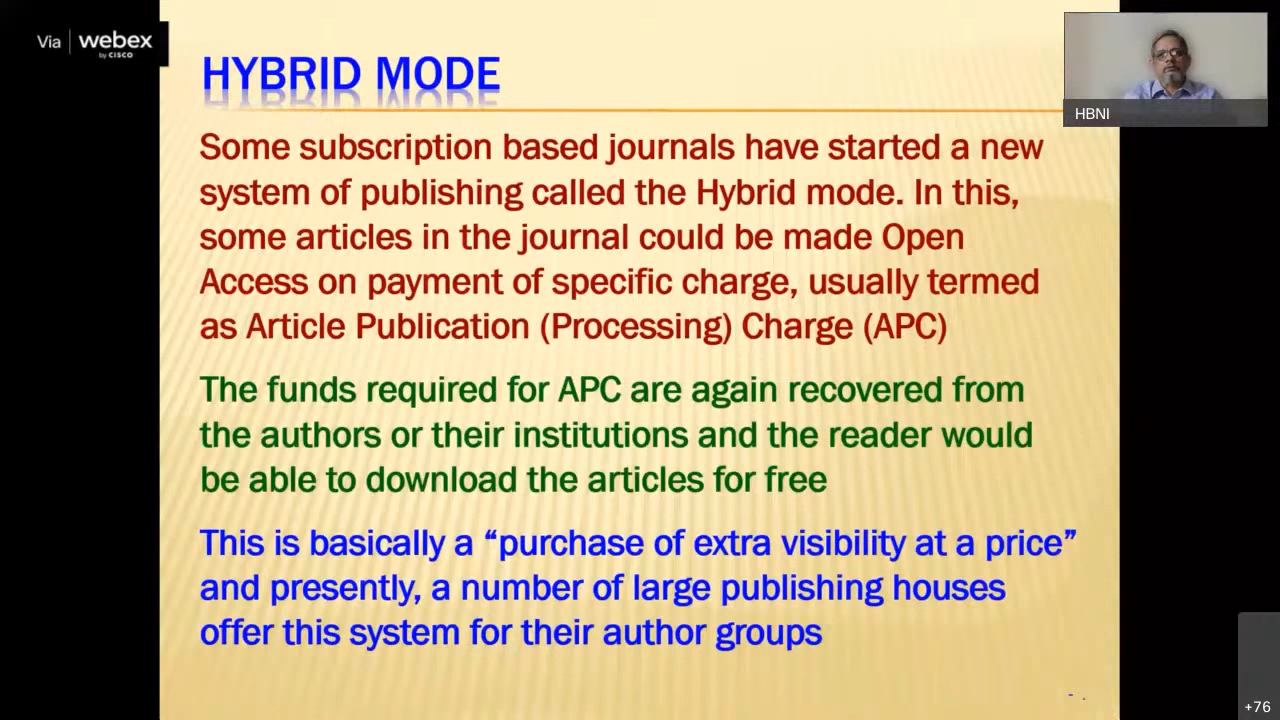 Via webex
by CISCO
HYBRID MODE
HBNI
Some subscription based journals have started a new
system of publishing called the Hybrid mode. In this,
some articles in the journal could be made Open
Access on payment of specific charge, usually termed
as Article Publication (Processing) Charge (APC)
The funds required for APC are again recovered from
the authors or their institutions and the reader would
be able to download the articles for free
This is basically a “purchase of extra visibility at a price”
and presently, a number of large publishing houses
offer this system for their author groups
+76